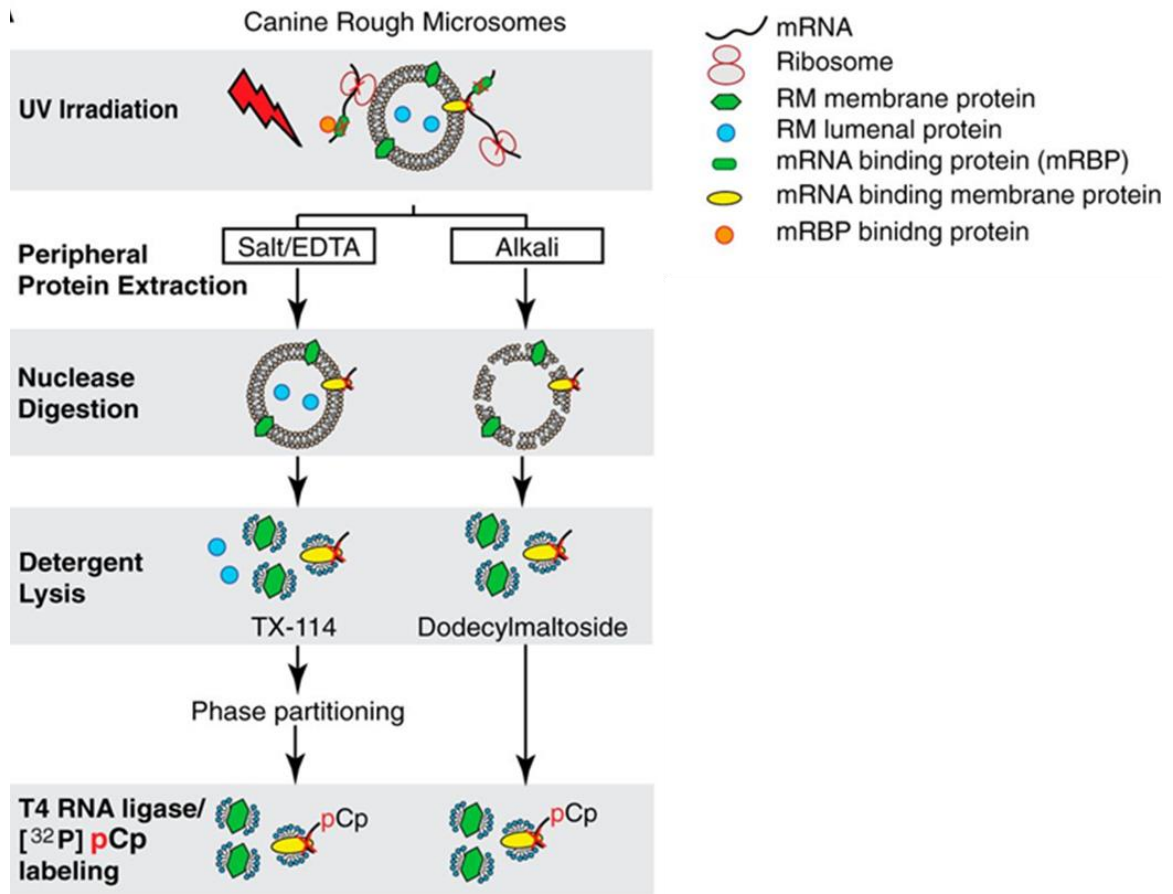 Canine Rough Microsomes
UV Irradiation
Peripheral
Protein Extraction
Salt/EDTA
Alkali
Nuclease
Digestion
Detergent
Lysis
TX-114
Dodecylmaltoside
Phase partitioning
T4 RNA ligase/
[³²P] pCp
labeling
pCp
pCp
mRNA
Ribosome
RM membrane protein
RM lumenal protein
mRNA binding protein (mRBP)
mRNA binding membrane protein
mRBP binidng protein